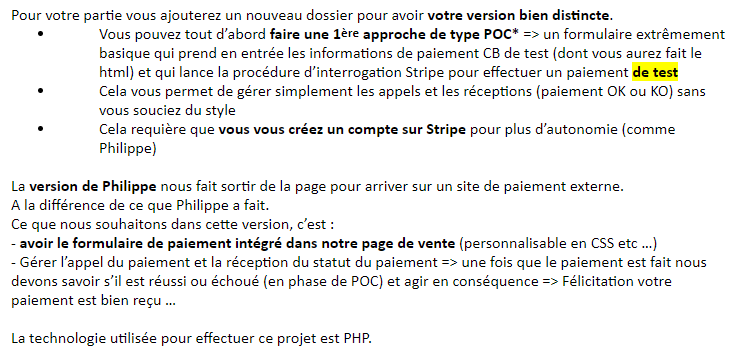 Pour votre partie vous ajouterez un nouveau dossier pour avoir votre version bien distincte.
• Vous pouvez tout d’abord faire une 1ère approche de type POC* => un formulaire extrêmement
basique qui prend en entrée les informations de paiement CB de test (dont vous aurez fait le
html) et qui lance la procédure d’interrogation Stripe pour effectuer un paiement de test
• Cela vous permet de gérer simplement les appels et les réceptions (paiement OK ou KO) sans
vous souciez du style
• Cela requière que vous vous créez un compte sur Stripe pour plus d’autonomie (comme
Philippe)
La version de Philippe nous fait sortir de la page pour arriver sur un site de paiement externe.
A la différence de ce que Philippe a fait.
Ce que nous souhaitons dans cette version, c’est :
- avoir le formulaire de paiement intégré dans notre page de vente (personnalisable en CSS etc ...)
- Gérer l’appel du paiement et la réception du statut du paiement => une fois que le paiement est fait nous
devons savoir s’il est réussi ou échoué (en phase de POC) et agir en conséquence => Félicitation votre
paiement est bien reçu ...
La technologie utilisée pour effectuer ce projet est PHP.